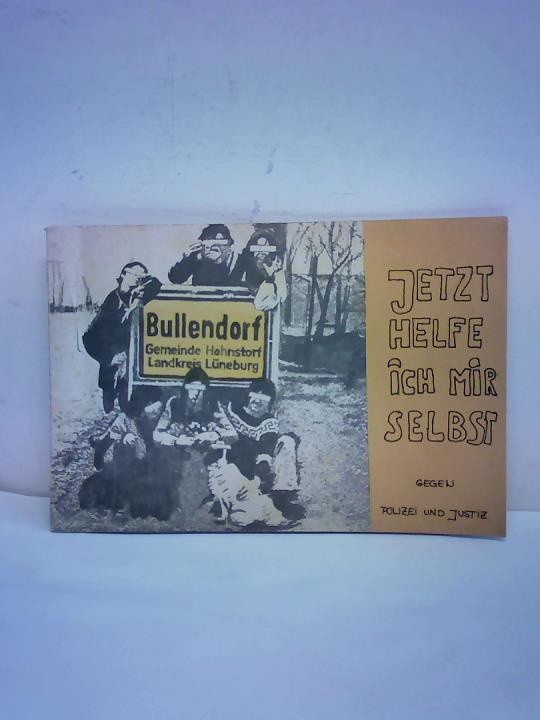 Bullendorf
Gemeinde Hohnstorf
Landkreis Lüneburg
JETZT
HELFE
ICH MIR
SELBST
GEGEN
POLIZEI UND JUSTIZ